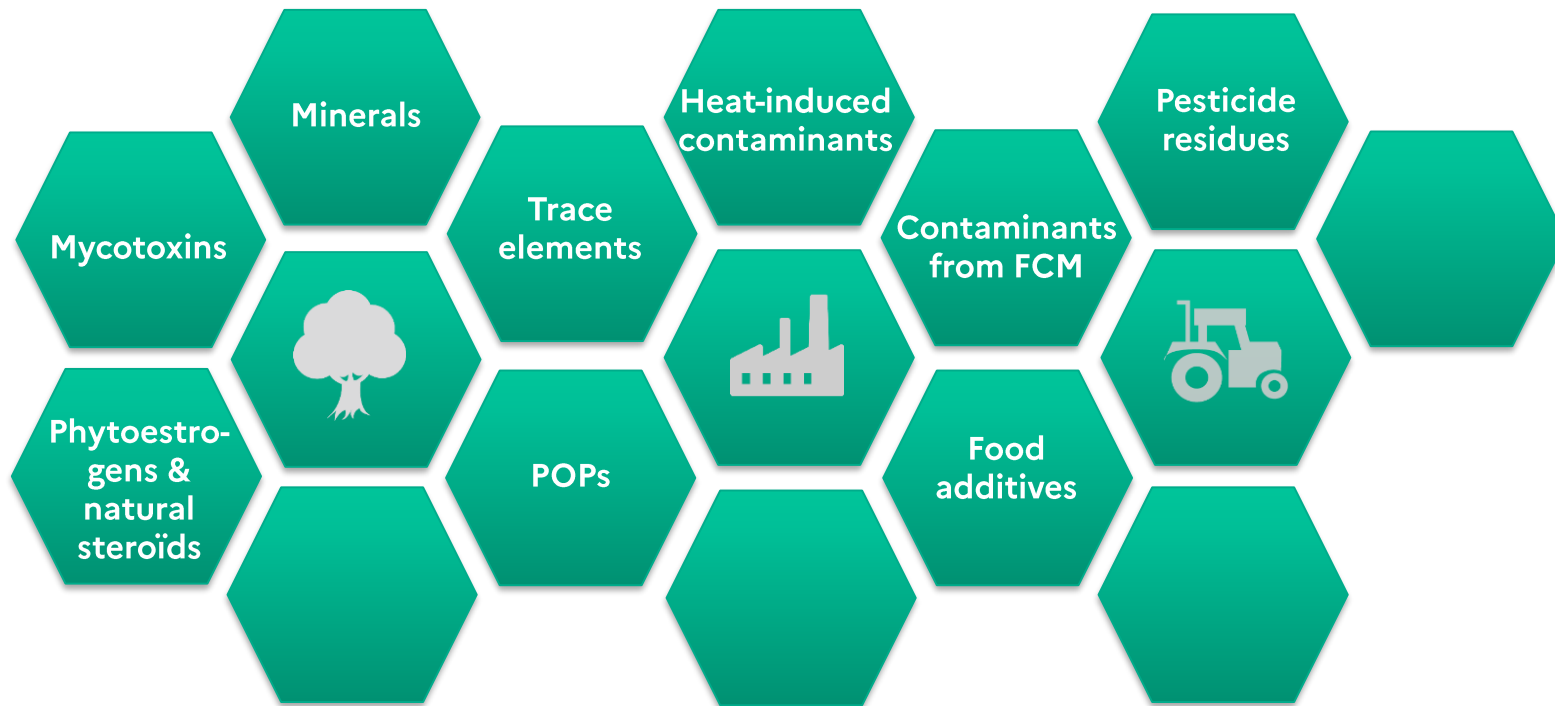 Minerals
Heat-induced
contaminants
Pesticide
residues
Mycotoxins
Trace
elements
Contaminants
from FCM
Phytoestro-
gens &
natural
steroïds
POPs
Food
additives